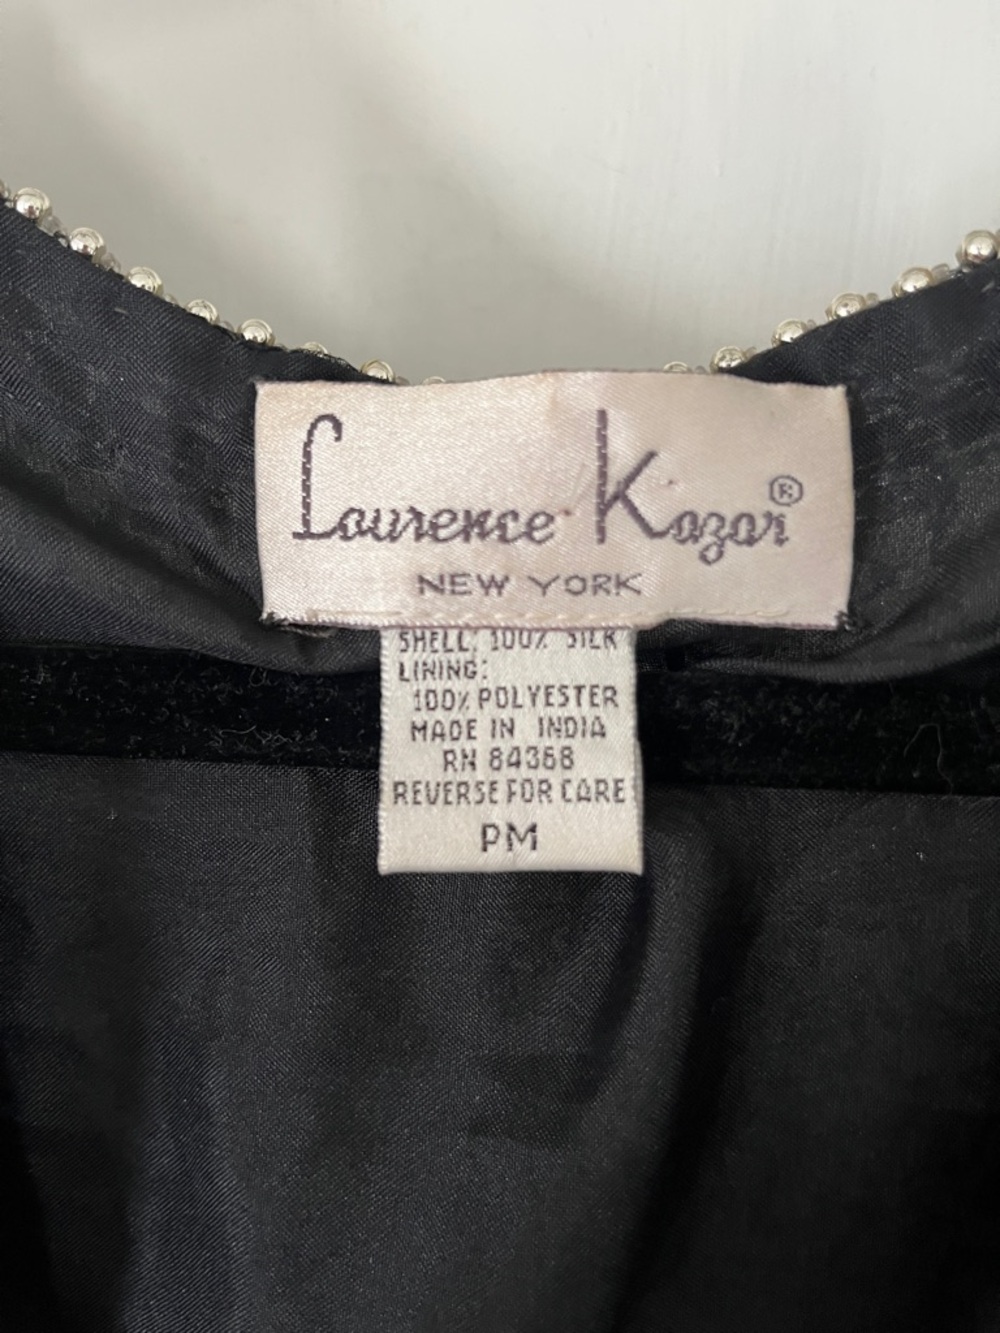 Laurence Kazar®
NEW YORK
SHELL: 100% SILK
LINING:
100% POLYESTER
MADE IN INDIA
RN 84368
REVERSE FOR CARE
PM